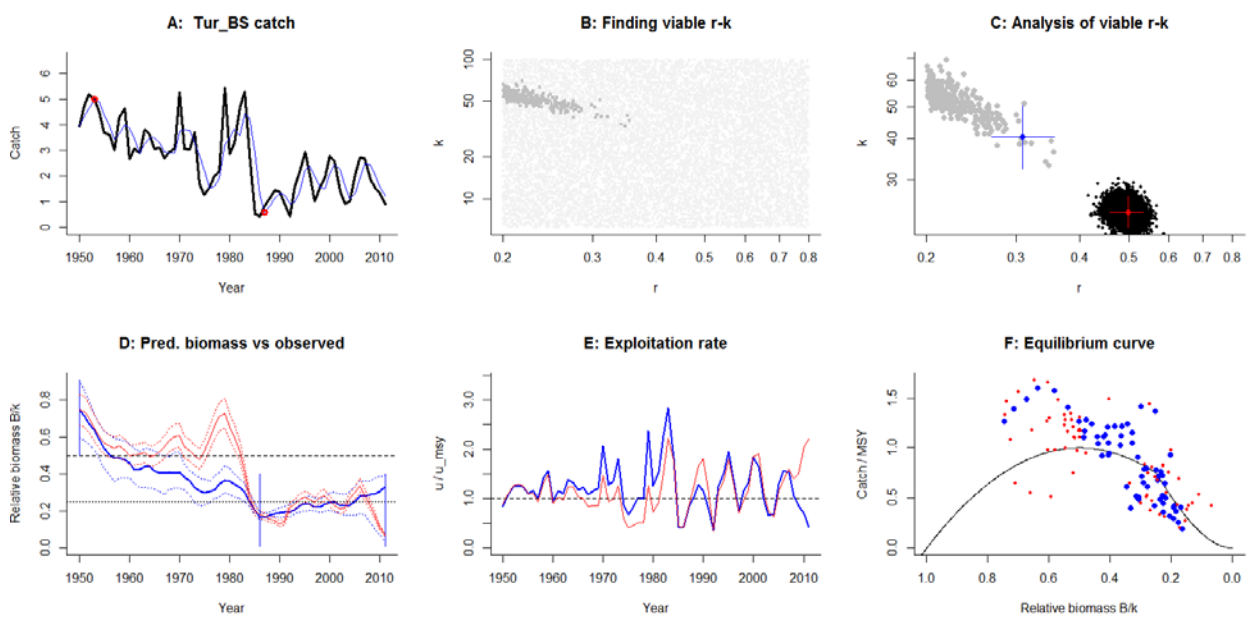 A: Tur_BS catch
Catch
6
5
4
3
2
1
0
1950 1960 1970 1980 1990 2000 2010
Year
B: Finding viable r-k
k
100
50
20
10
0.2 0.3 0.4 0.5 0.6 0.7 0.8
r
C: Analysis of viable r-k
k
60
50
40
30
0.2 0.3 0.4 0.5 0.6 0.7 0.8
r
D: Pred. biomass vs observed
Relative biomass B/k
0.8
0.6
0.4
0.2
0.0
1950 1960 1970 1980 1990 2000 2010
Year
E: Exploitation rate
u / u_msy
3.0
2.0
1.0
0.0
1950 1960 1970 1980 1990 2000 2010
Year
F: Equilibrium curve
Catch / MSY
1.5
1.0
0.5
0.0
1.0 0.8 0.6 0.4 0.2 0.0
Relative biomass B/k